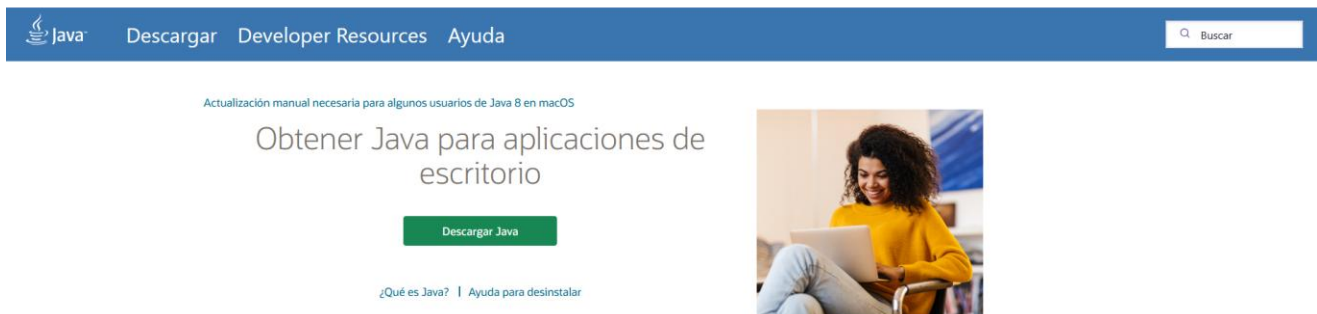 Java
Descargar Developer Resources Ayuda
Buscar
Actualización manual necesaria para algunos usuarios de Java 8 en macOS
Obtener Java para aplicaciones de
escritorio
Descargar Java
¿Qué es Java? | Ayuda para desinstalar